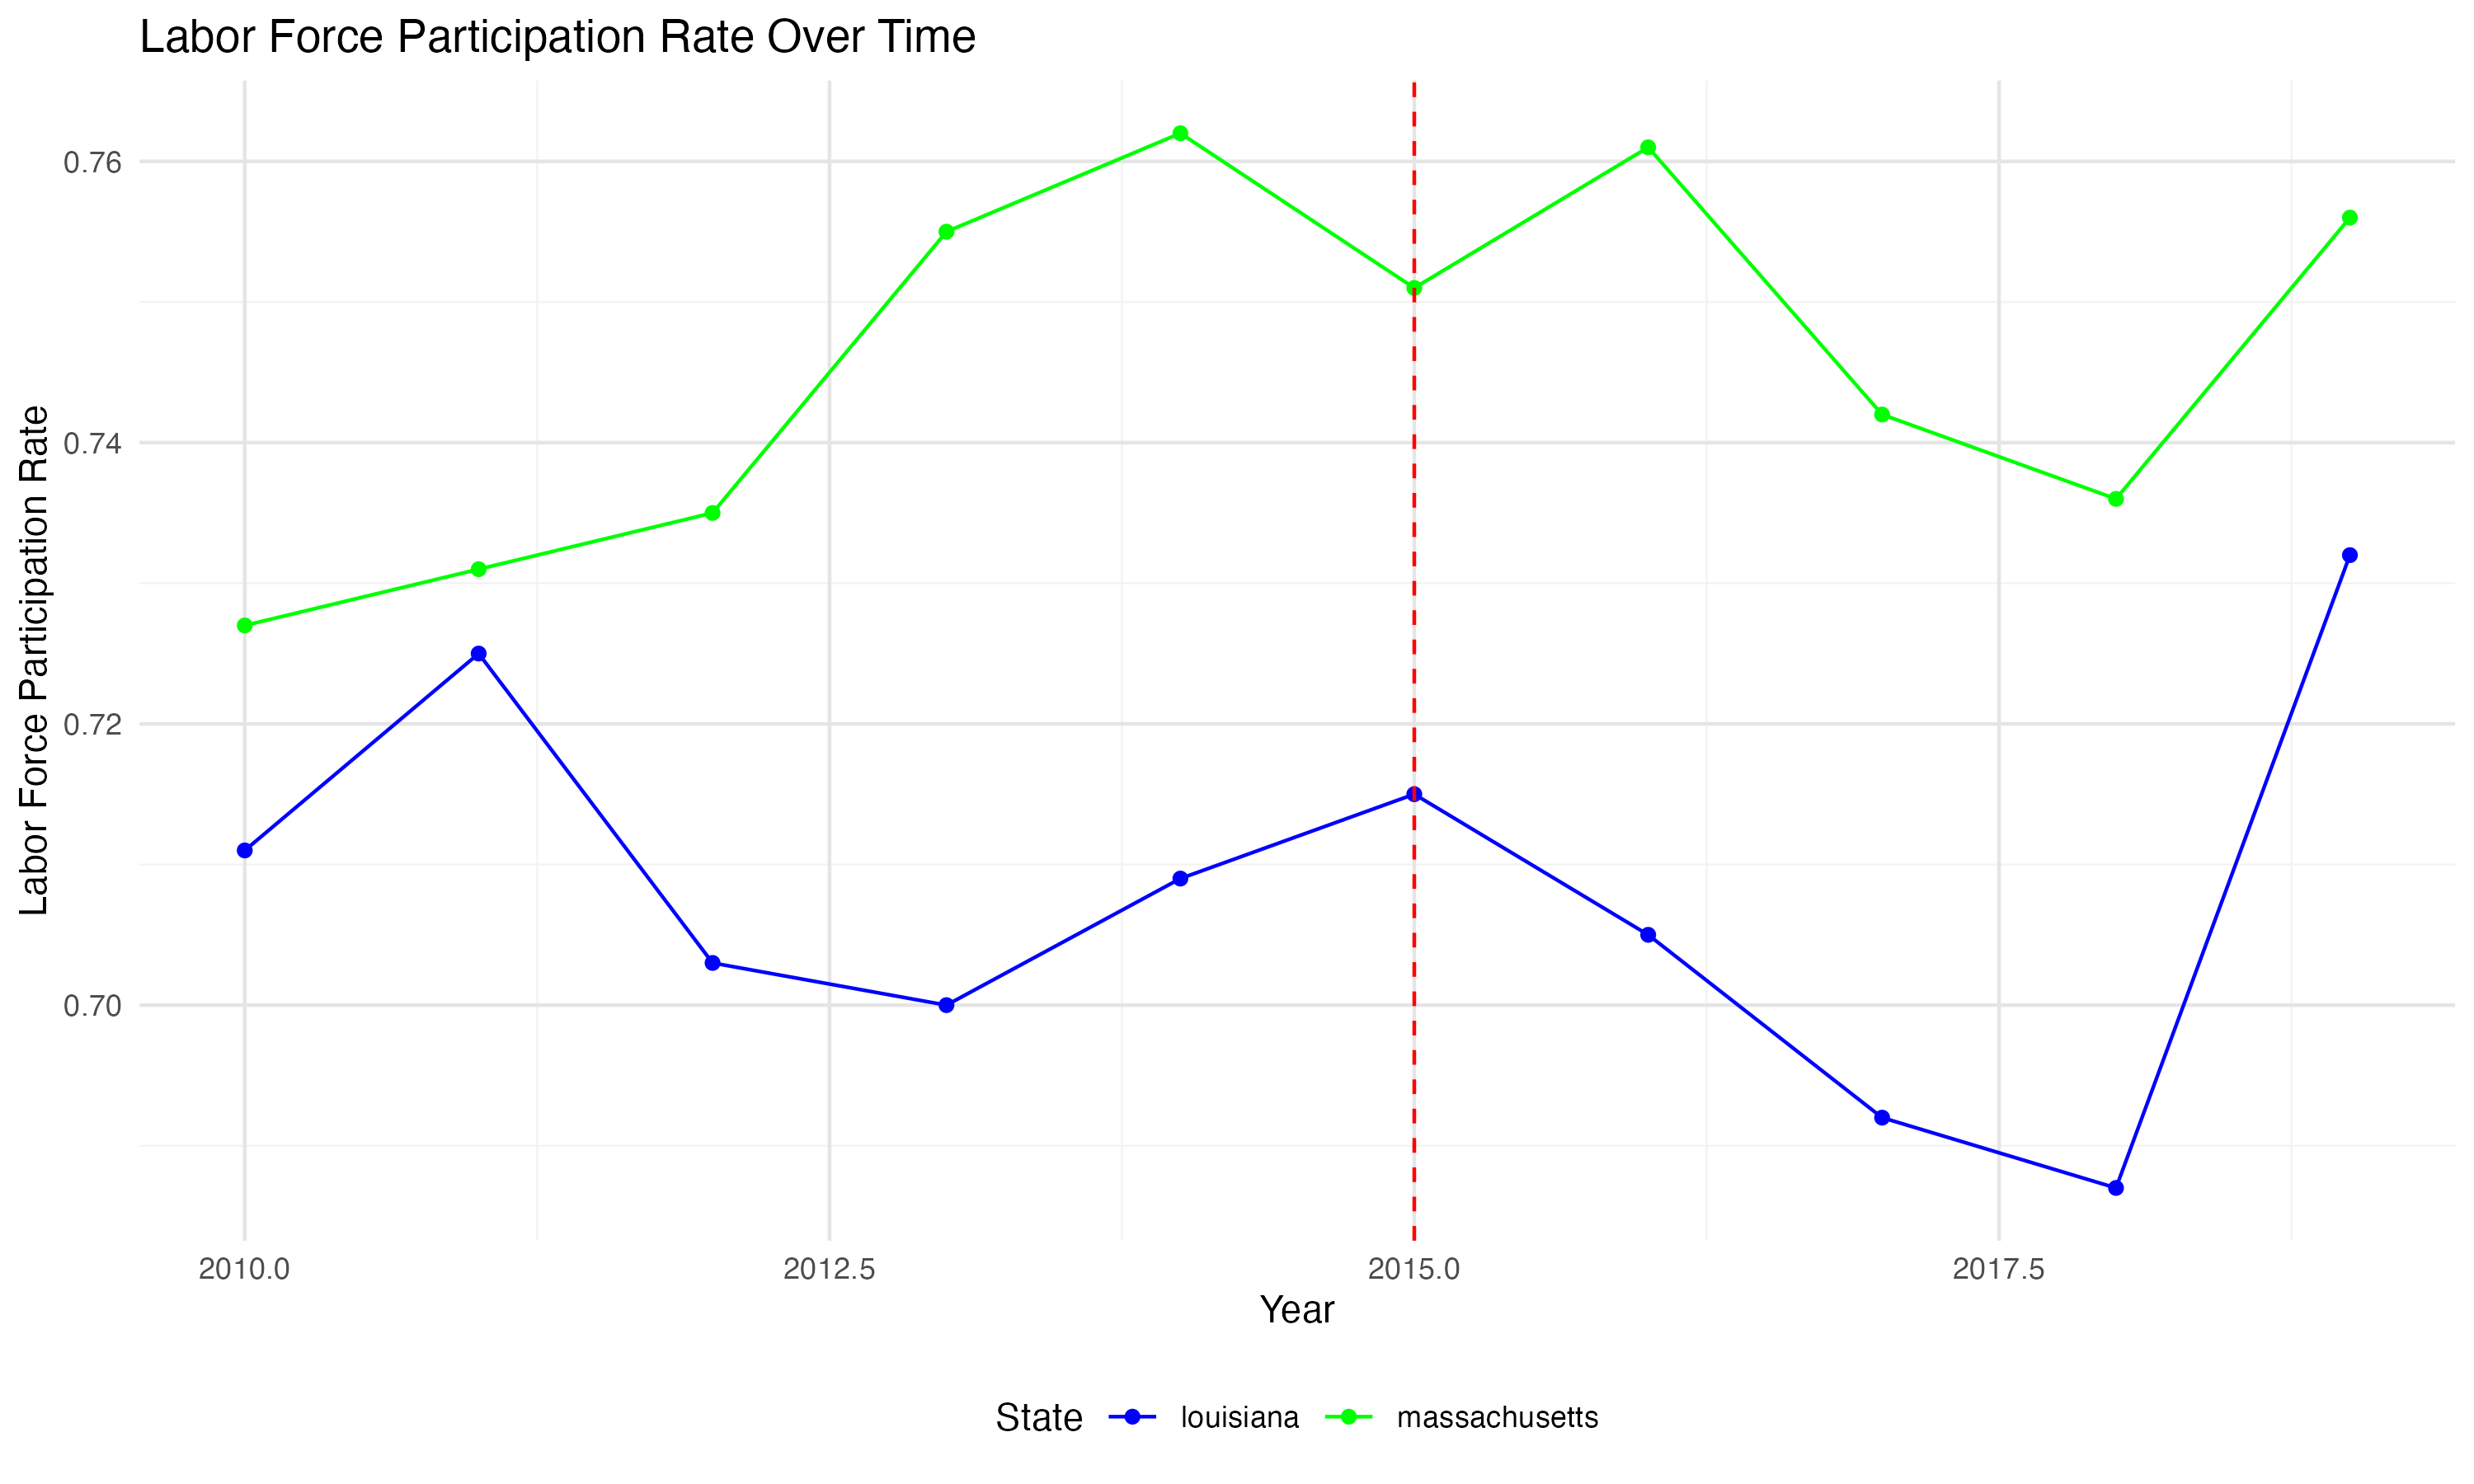 Labor Force Participation Rate Over Time
Labor Force Participation Rate
0.76
0.74
0.72
0.70
2010.0 2012.5 2015.0 2017.5
Year
State louisiana massachusetts